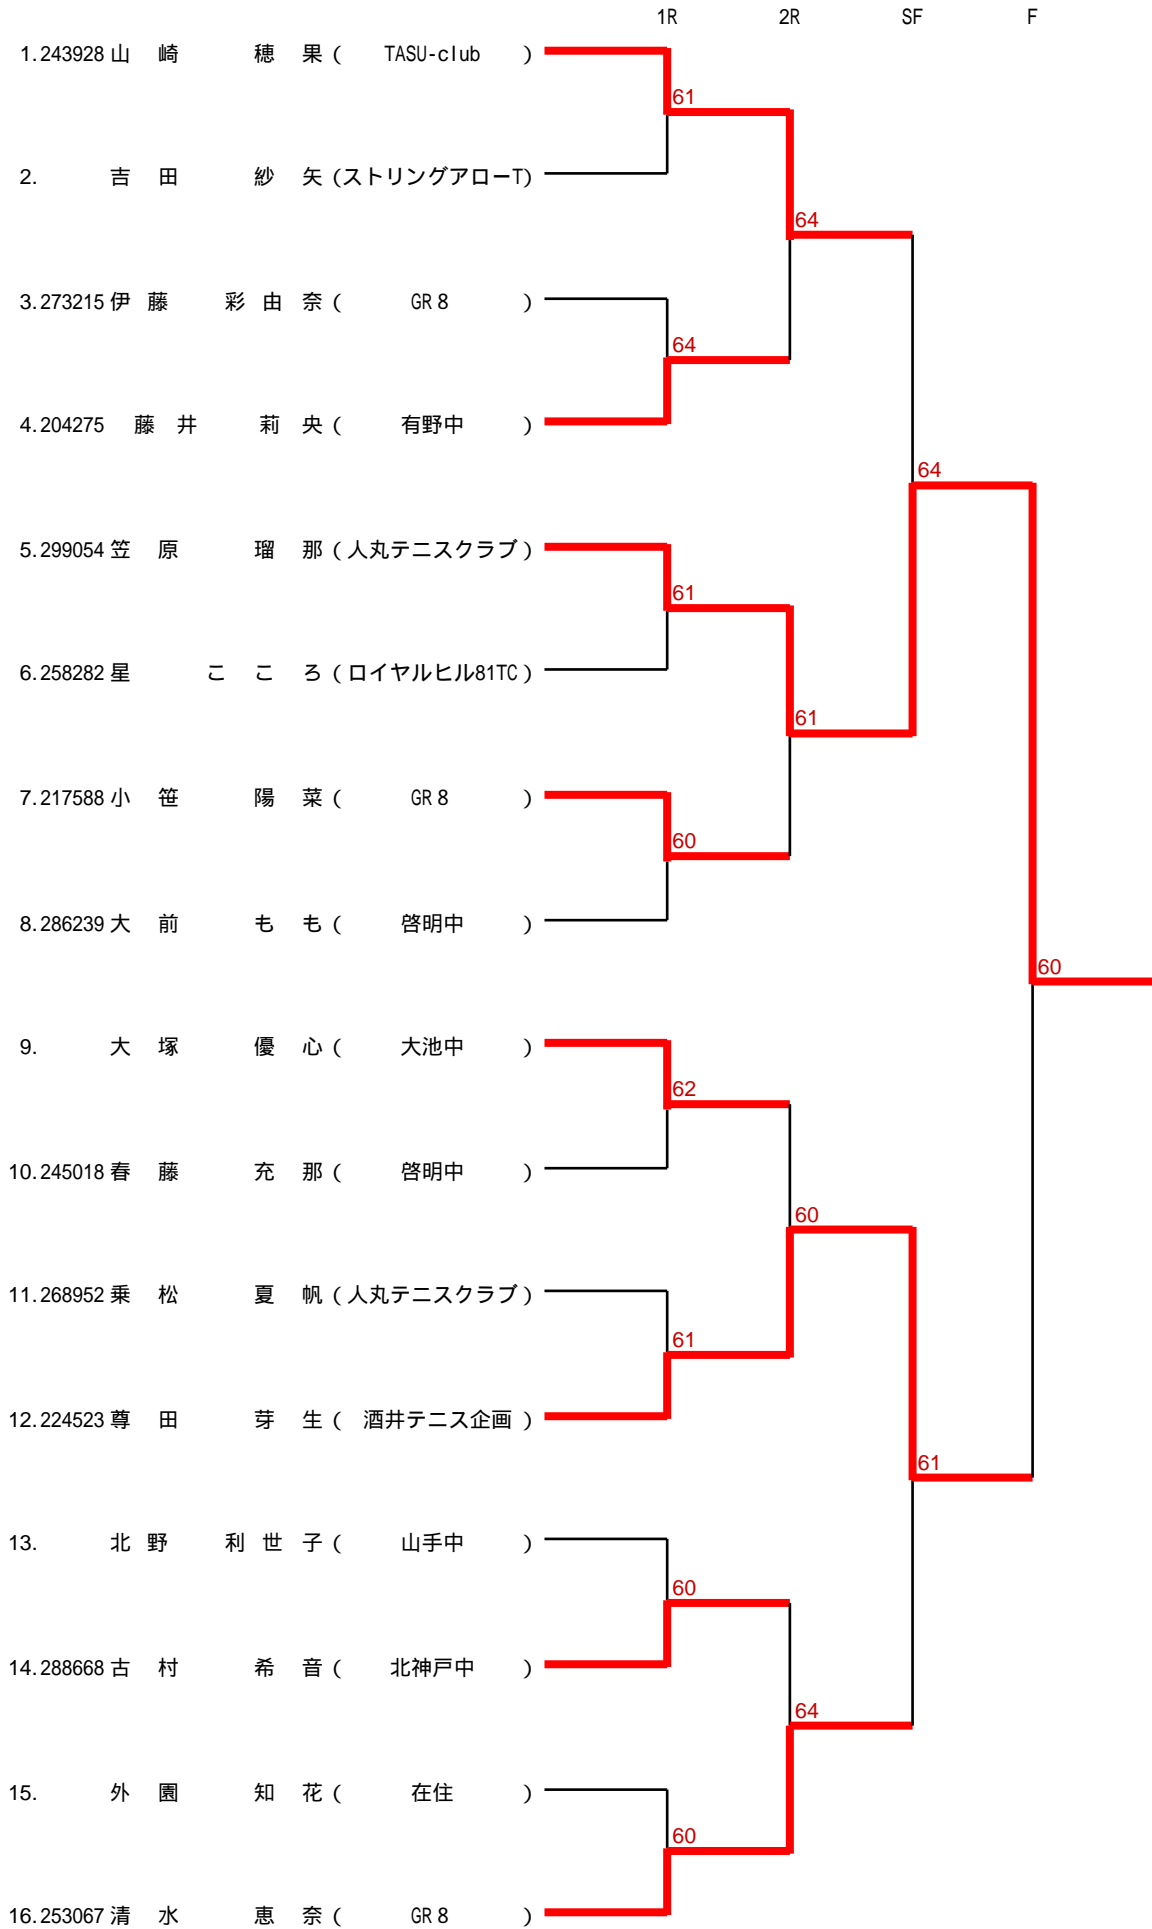 1R 2R SF F
1.243928 山 崎 穂 果 ( TASU-club )
61
2. 吉 田 紗 矢 (ストリングアローT)
64
3.273215 伊 藤 彩 由 奈 ( GR8 )
64
4.204275 藤 井 莉 央 ( 有野中 )
64
5.299054 笠 原 瑠 那 (人丸テニスクラブ)
61
6.258282 星 こ こ ろ (ロイヤルヒル81TC)
61
7.217588 小 笹 陽 菜 ( GR8 )
60
8.286239 大 前 も も ( 啓明中 )
60
9. 大 塚 優 心 ( 大池中 )
62
10.245018 春 藤 充 那 ( 啓明中 )
60
11.268952 乗 松 夏 帆 (人丸テニスクラブ)
61
12.224523 尊 田 芽 生 ( 酒井テニス企画 )
61
13. 北 野 利 世 子 ( 山手中 )
60
14.288668 古 村 希 音 ( 北神戸中 )
64
15. 外 園 知 花 ( 在住 )
60
16.253067 清 水 恵 奈 ( GR8 )